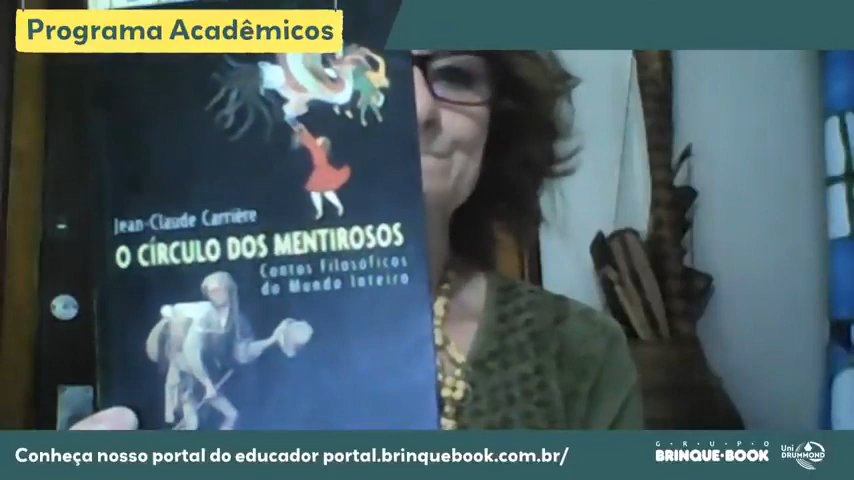 Programa Acadêmicos
Jean-Claude Carrière
O CÍRCULO DOS MENTIROSOS
Contos Filosóficos
do Mundo Inteiro
Conheça nosso portal do educador portal.brinquebook.com.br/
GRUPO
BRINQUE-BOOK
Uni
DRUMMOND